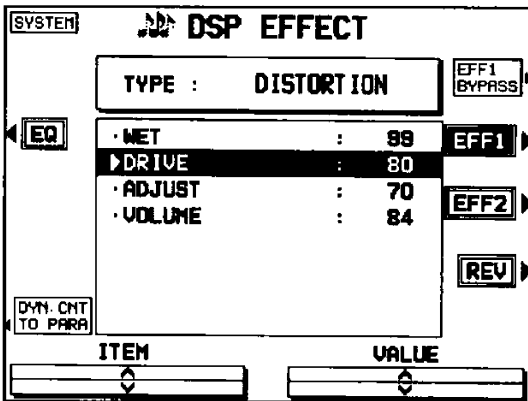 SYSTEM
DSP EFFECT
TYPE : DISTORTION
EFF1
BYPASS
EQ
·WET : 99
EFF1
DRIVE : 80
·ADJUST : 70
EFF2
·VOLUME : 84
REV
DYN.CNT
TO PARA
ITEM VALUE